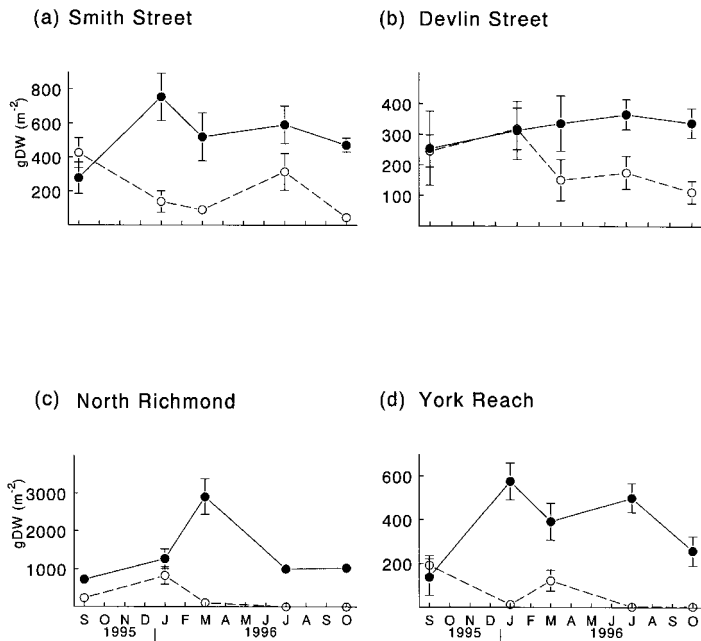 (a) Smith Street
(b) Devlin Street
gDW (m-2)
800
600
400
200
400
300
200
100
(c) North Richmond
(d) York Reach
gDW (m-2)
3000
2000
1000
600
400
200
S O N D J F M A M J J A S O
1995 | 1996
S O N D J F M A M J J A S O
1995 | 1996